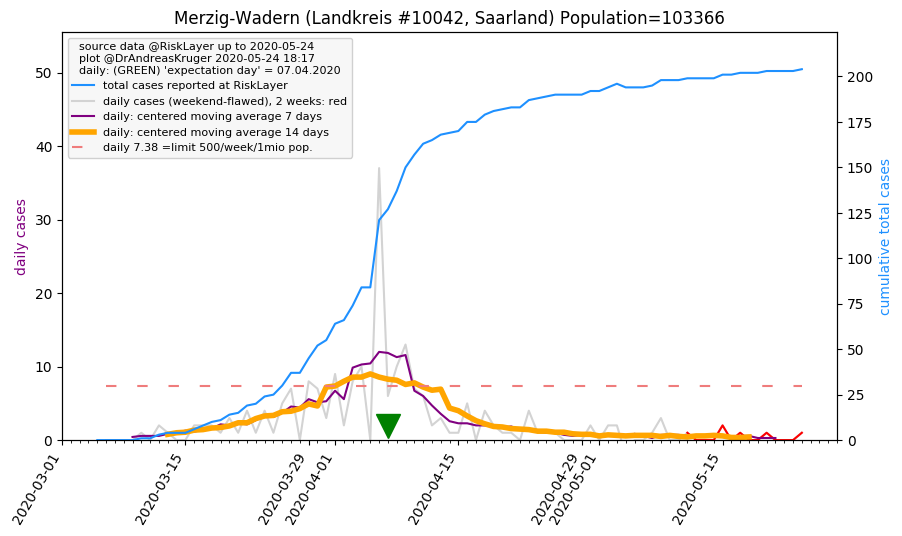 Merzig-Wadern (Landkreis #10042, Saarland) Population=103366
source data @RiskLayer up to 2020-05-24
plot @DrAndreasKruger 2020-05-24 18:17
daily: (GREEN) 'expectation day' = 07.04.2020
total cases reported at RiskLayer
daily cases (weekend-flawed), 2 weeks: red
daily: centered moving average 7 days
daily: centered moving average 14 days
daily 7.38 =limit 500/week/1mio pop.
daily cases
50
40
30
20
10
0
cumulative total cases
200
175
150
125
100
75
50
25
0
2020-03-01
2020-03-15
2020-03-29
2020-04-01
2020-04-15
2020-04-29
2020-05-01
2020-05-15